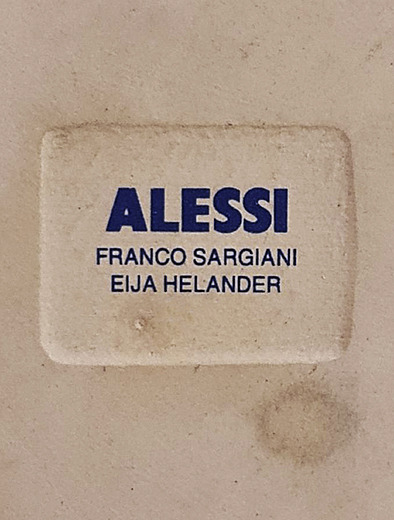 ALESSI
FRANCO SARGIANI
EIJA HELANDER